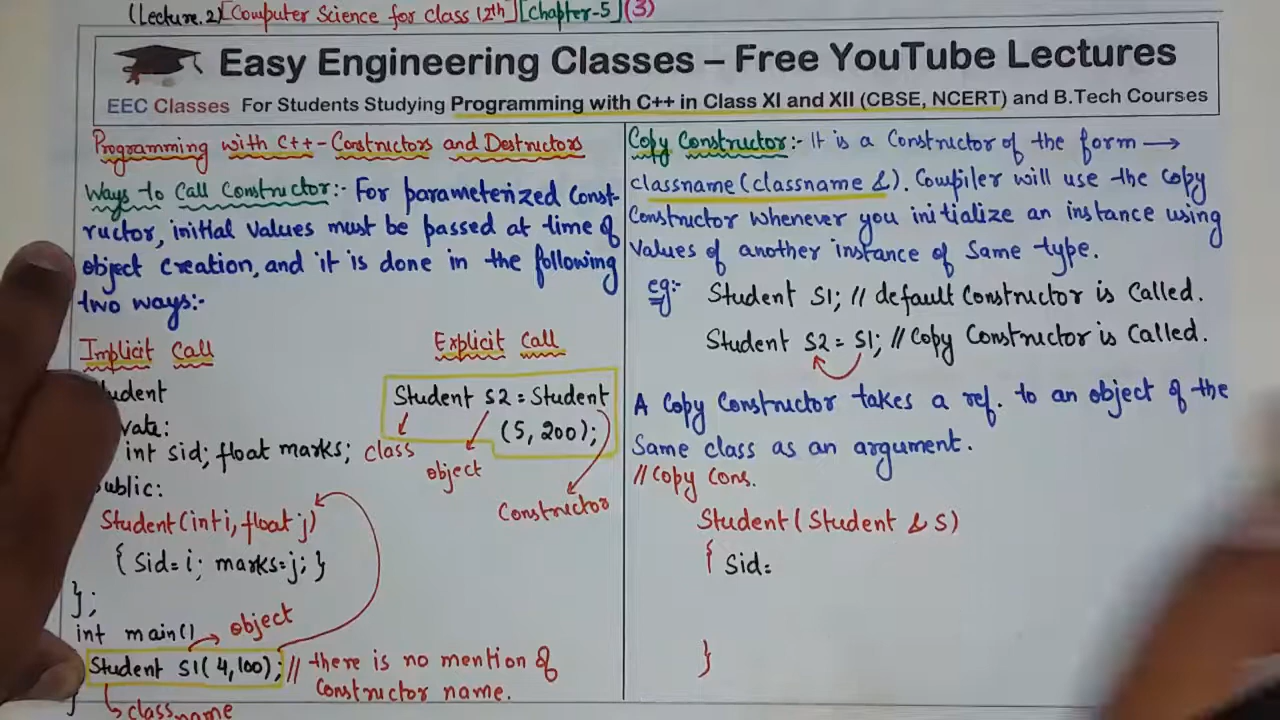 (Lecture.2)[Computer Science for Class 12th][Chapter-5](3)
Easy Engineering Classes – Free YouTube Lectures
EEC Classes For Students Studying Programming with C++ in Class XI and XII (CBSE, NCERT) and B.Tech Courses
Programming with C++ - Constructors and Destructors
Ways to Call Constructor:- For parameterized Const-
ructor, initial values must be passed at time of
object Creation, and it is done in the following
two ways:-
Implicit Call
udent
vate:
int sid; float marks;
ublic:
Student(int i, float j)
{ Sid=i; marks=j; }
};
int main()
object
Student S1(4,100); // there is no mention of
Constructor name.
}
classname
Explicit Call
Student S2 = Student
(5, 200);
class
object
Constructor
Copy Constructor:- It is a Constructor of the form →
classname(classname &). Compiler will use the Copy
Constructor whenever you initialize an instance using
values of another instance of Same type.
eg:- Student S1; // default Constructor is Called.
Student S2 = S1; // Copy Constructor is Called.
A Copy Constructor takes a ref. to an object of the
Same class as an argument.
// Copy Cons.
Student (Student & S)
{ Sid=
}